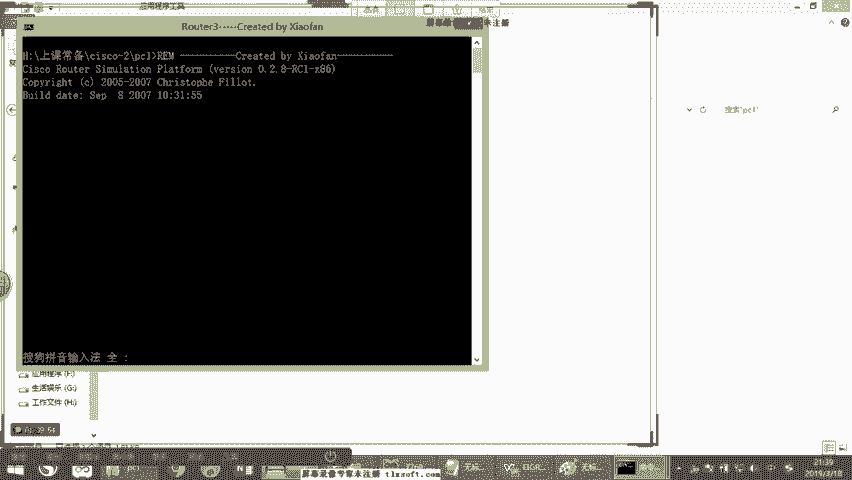 应用程序工具
Router3-----Created by Xiaofan
屏幕录像专家未注册
H:\上课常备\cisco-2\pc1>REM ------------Created by Xiaofan------------
Cisco Router Simulation Platform (version 0.2.8-RC1-x86)
Copyright (c) 2005-2007 Christophe Fillot.
Build date: Sep  8 2007 10:31:55
搜索"pc1"
搜狗拼音输入法 全 :
应用程序 (F:)
生活娱乐 (G:)
工作文件 (H:)
屏幕录像专家未注册 tlxsoft.com
2019/3/18